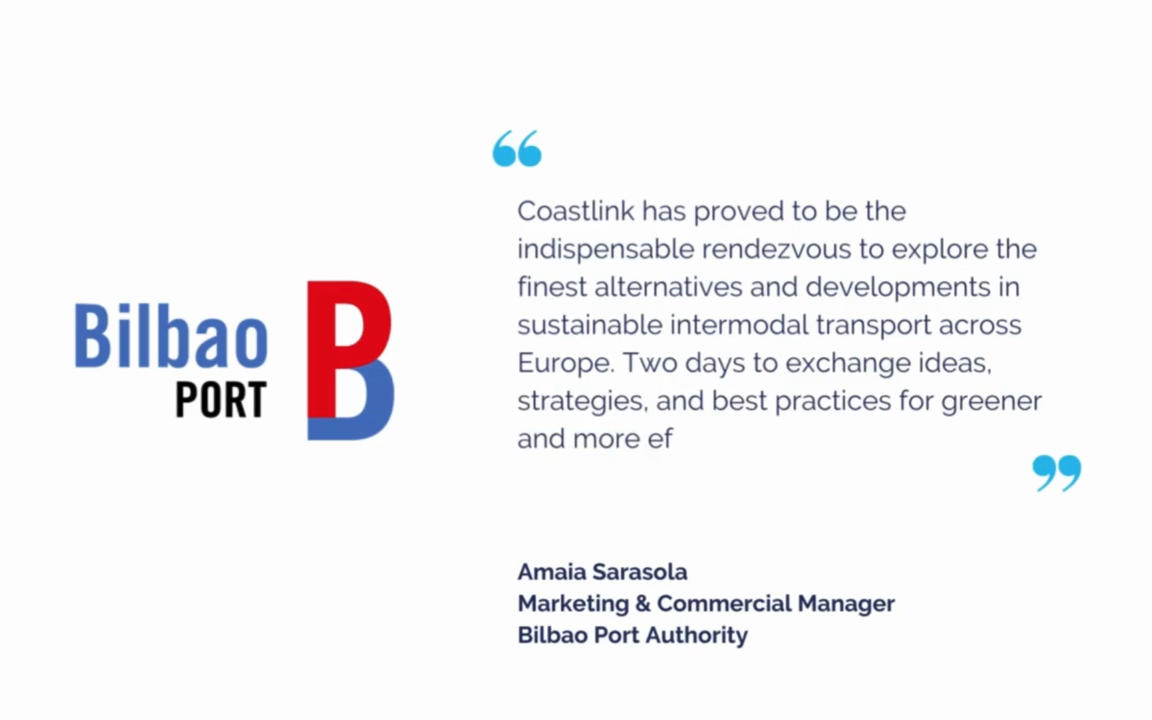 Bilbao
PORT
“
Coastlink has proved to be the
indispensable rendezvous to explore the
finest alternatives and developments in
sustainable intermodal transport across
Europe. Two days to exchange ideas,
strategies, and best practices for greener
and more ef
”
Amaia Sarasola
Marketing & Commercial Manager
Bilbao Port Authority